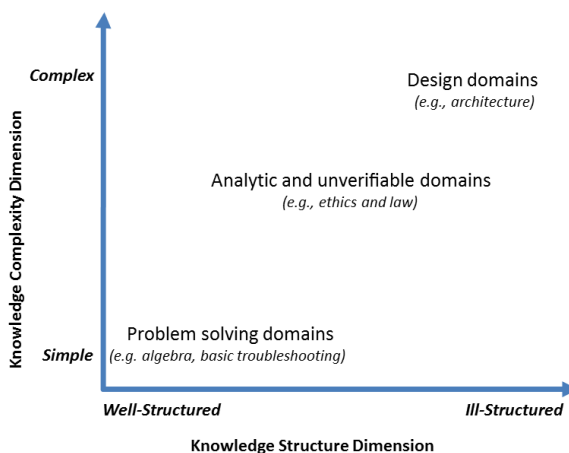 Complex
Design domains
(e.g., architecture)
Knowledge Complexity Dimension
Analytic and unverifiable domains
(e.g., ethics and law)
Problem solving domains
Simple
(e.g. algebra, basic troubleshooting)
Well-Structured
Ill-Structured
Knowledge Structure Dimension